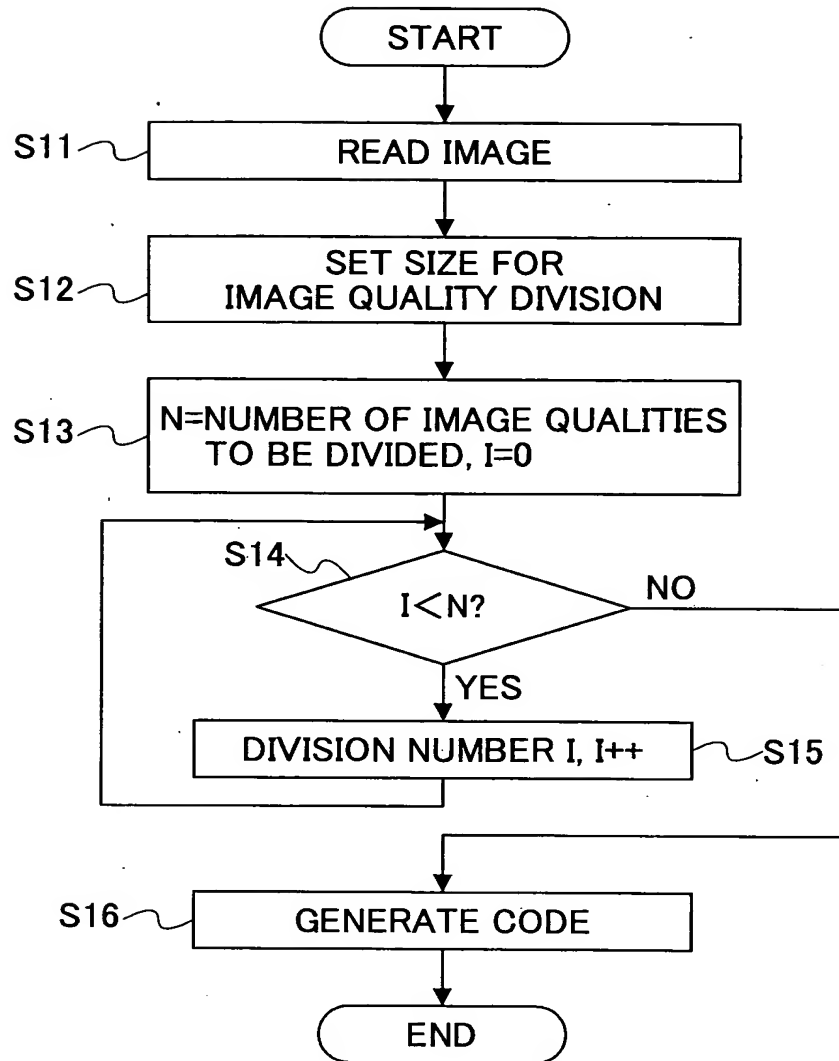 START
S11
READ IMAGE
S12
SET SIZE FOR
IMAGE QUALITY DIVISION
S13
N=NUMBER OF IMAGE QUALITIES
TO BE DIVIDED, I=0
S14
I<N?
NO
YES
DIVISION NUMBER I, I++
S15
S16
GENERATE CODE
END